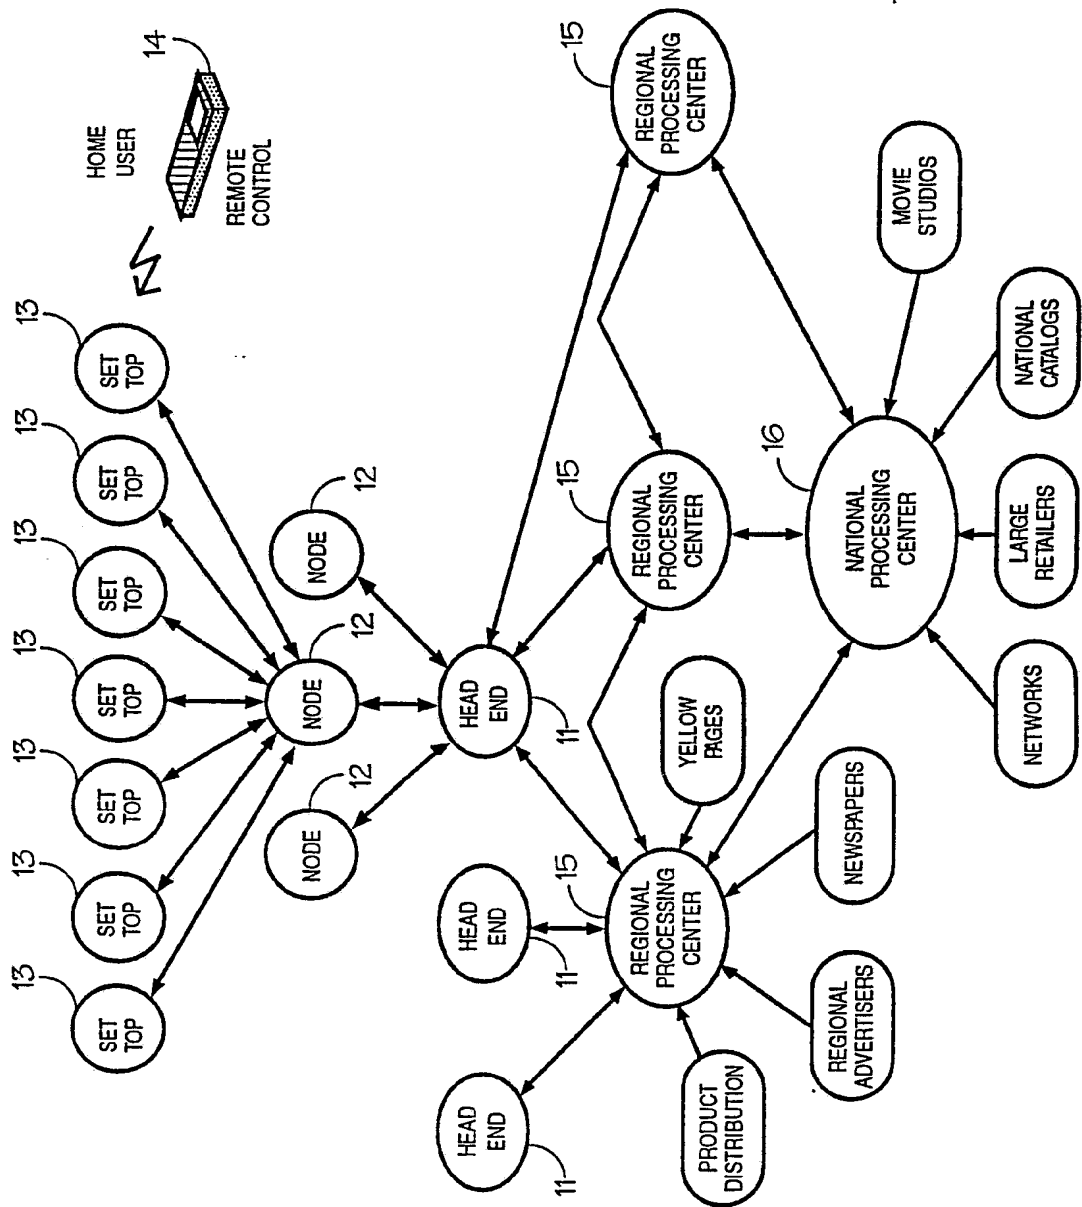 13
SET
TOP
13
SET
TOP
13
SET
TOP
13
SET
TOP
13
SET
TOP
13
SET
TOP
13
SET
TOP
HOME
USER
14
REMOTE
CONTROL
NODE
12
NODE
12
NODE
12
HEAD
END
11
HEAD
END
11
HEAD
END
11
REGIONAL
PROCESSING
CENTER
15
REGIONAL
PROCESSING
CENTER
15
REGIONAL
PROCESSING
CENTER
15
YELLOW
PAGES
PRODUCT
DISTRIBUTION
REGIONAL
ADVERTISERS
NEWSPAPERS
NATIONAL
PROCESSING
CENTER
16
NETWORKS
LARGE
RETAILERS
NATIONAL
CATALOGS
MOVIE
STUDIOS